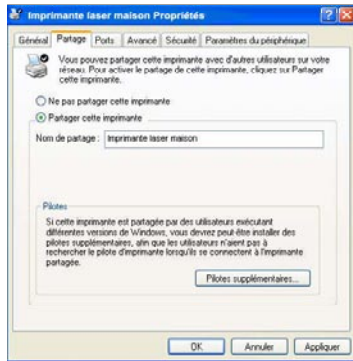 Imprimante laser maison Propriétés
Général Partage Ports Avancé Sécurité Paramètres du périphérique
Vous pouvez partager cette imprimante avec d'autres utilisateurs sur votre
réseau. Pour activer le partage de cette imprimante, cliquez sur Partager
cette imprimante.
Ne pas partager cette imprimante
Partager cette imprimante
Nom de partage : Imprimante laser maison
Pilotes
Si cette imprimante est partagée par des utilisateurs exécutant
différentes versions de Windows, vous devrez peut-être installer des
pilotes supplémentaires, afin que les utilisateurs n'aient pas à
rechercher le pilote d'imprimante lorsqu'ils se connectent à l'imprimante
partagée.
Pilotes supplémentaires...
OK Annuler Appliquer